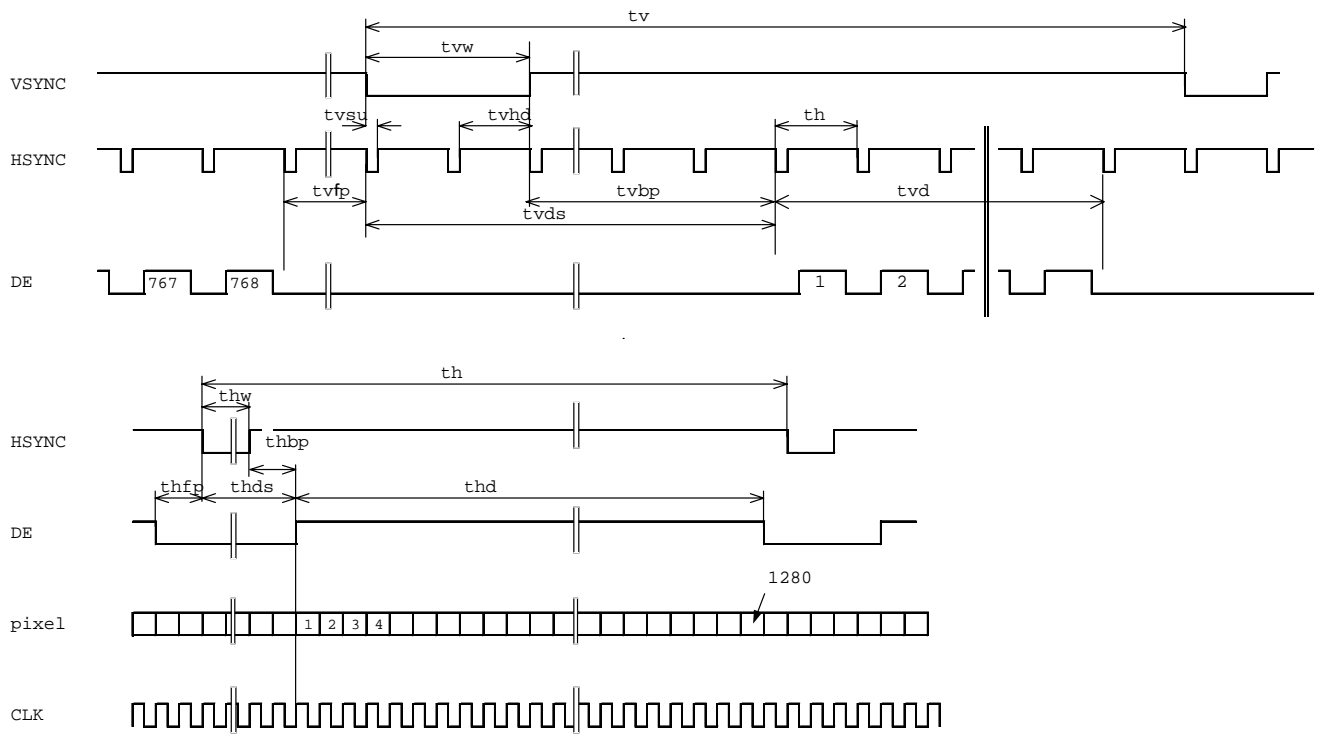 tv
tvw
VSYNC
tvsu
tvhd
th
HSYNC
tvfp
tvbp
tvd
tvds
DE
767
768
1
2
th
thw
HSYNC
thbp
thfp
thds
thd
DE
1280
pixel
1 2 3 4
CLK